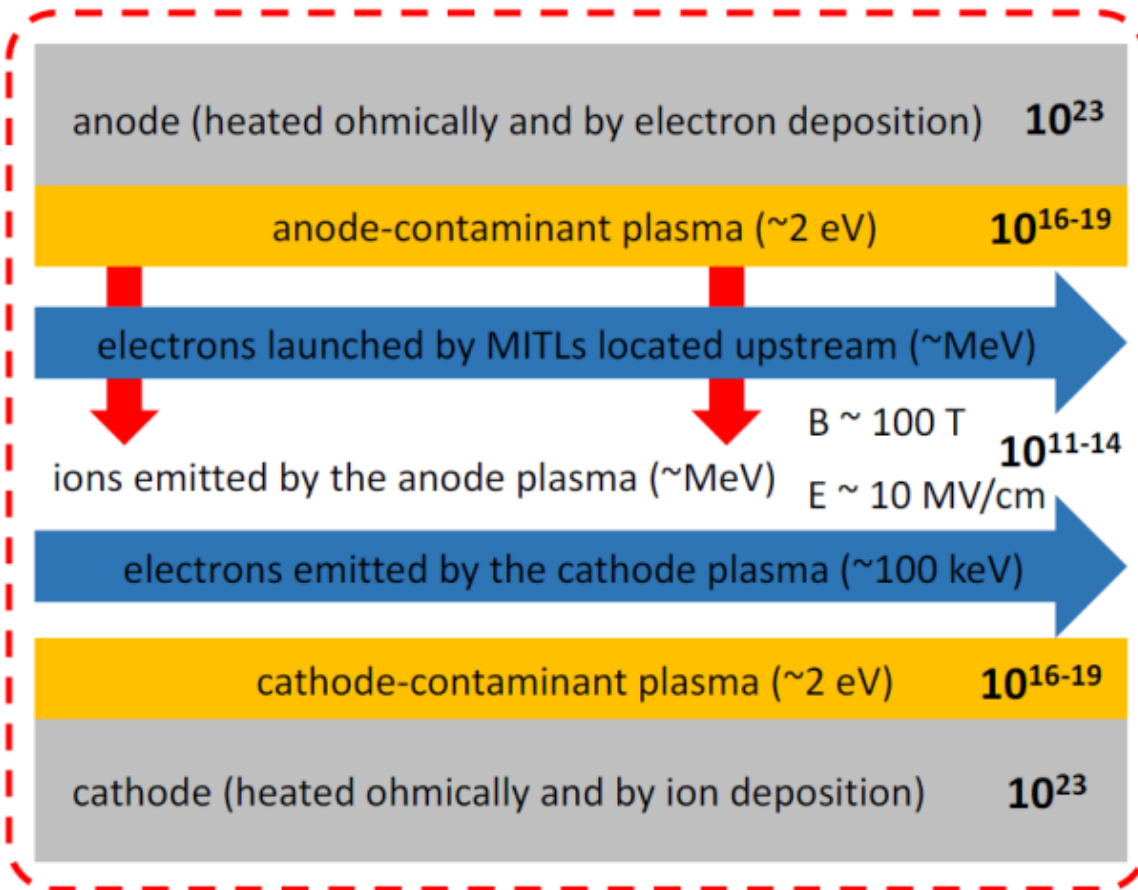 anode (heated ohmically and by electron deposition) 10²³
anode-contaminant plasma (~2 eV) 10¹⁶⁻¹⁹
electrons launched by MITLs located upstream (~MeV)
B ~ 100 T
10¹¹⁻¹⁴
ions emitted by the anode plasma (~MeV)
E ~ 10 MV/cm
electrons emitted by the cathode plasma (~100 keV)
cathode-contaminant plasma (~2 eV) 10¹⁶⁻¹⁹
cathode (heated ohmically and by ion deposition) 10²³